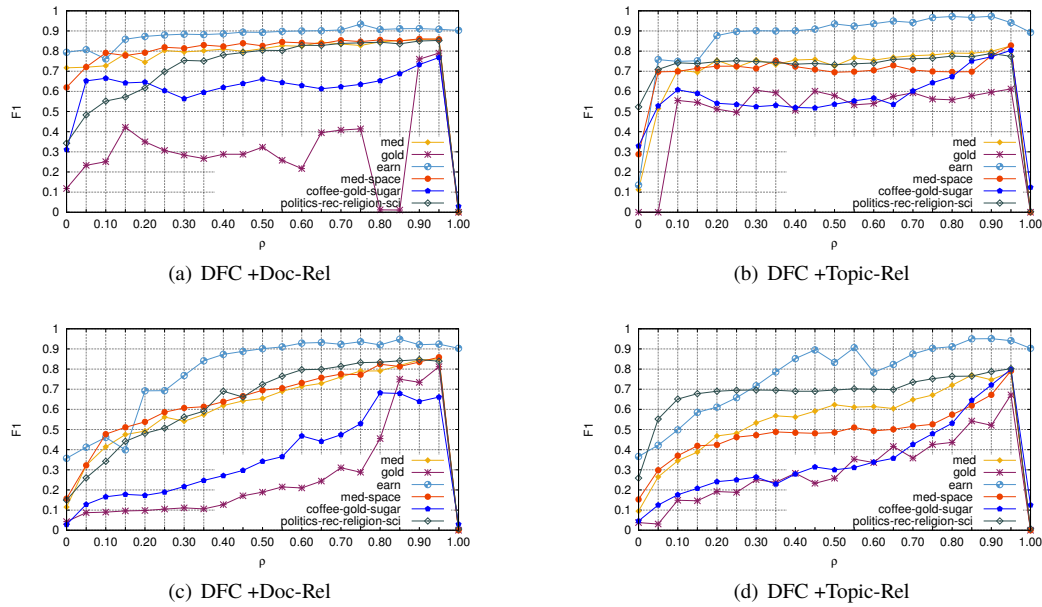 1
0.9
0.8
0.7
0.6
0.5
0.4
0.3
0.2
0.1
0
F1
med
gold
earn
med-space
coffee-gold-sugar
politics-rec-religion-sci
0 0.10 0.20 0.30 0.40 0.50 0.60 0.70 0.80 0.90 1.00
ρ
(a) DFC +Doc-Rel
1
0.9
0.8
0.7
0.6
0.5
0.4
0.3
0.2
0.1
0
F1
med
gold
earn
med-space
coffee-gold-sugar
politics-rec-religion-sci
0 0.10 0.20 0.30 0.40 0.50 0.60 0.70 0.80 0.90 1.00
ρ
(b) DFC +Topic-Rel
1
0.9
0.8
0.7
0.6
0.5
0.4
0.3
0.2
0.1
0
F1
med
gold
earn
med-space
coffee-gold-sugar
politics-rec-religion-sci
0 0.10 0.20 0.30 0.40 0.50 0.60 0.70 0.80 0.90 1.00
ρ
(c) DFC +Doc-Rel
1
0.9
0.8
0.7
0.6
0.5
0.4
0.3
0.2
0.1
0
F1
med
gold
earn
med-space
coffee-gold-sugar
politics-rec-religion-sci
0 0.10 0.20 0.30 0.40 0.50 0.60 0.70 0.80 0.90 1.00
ρ
(d) DFC +Topic-Rel